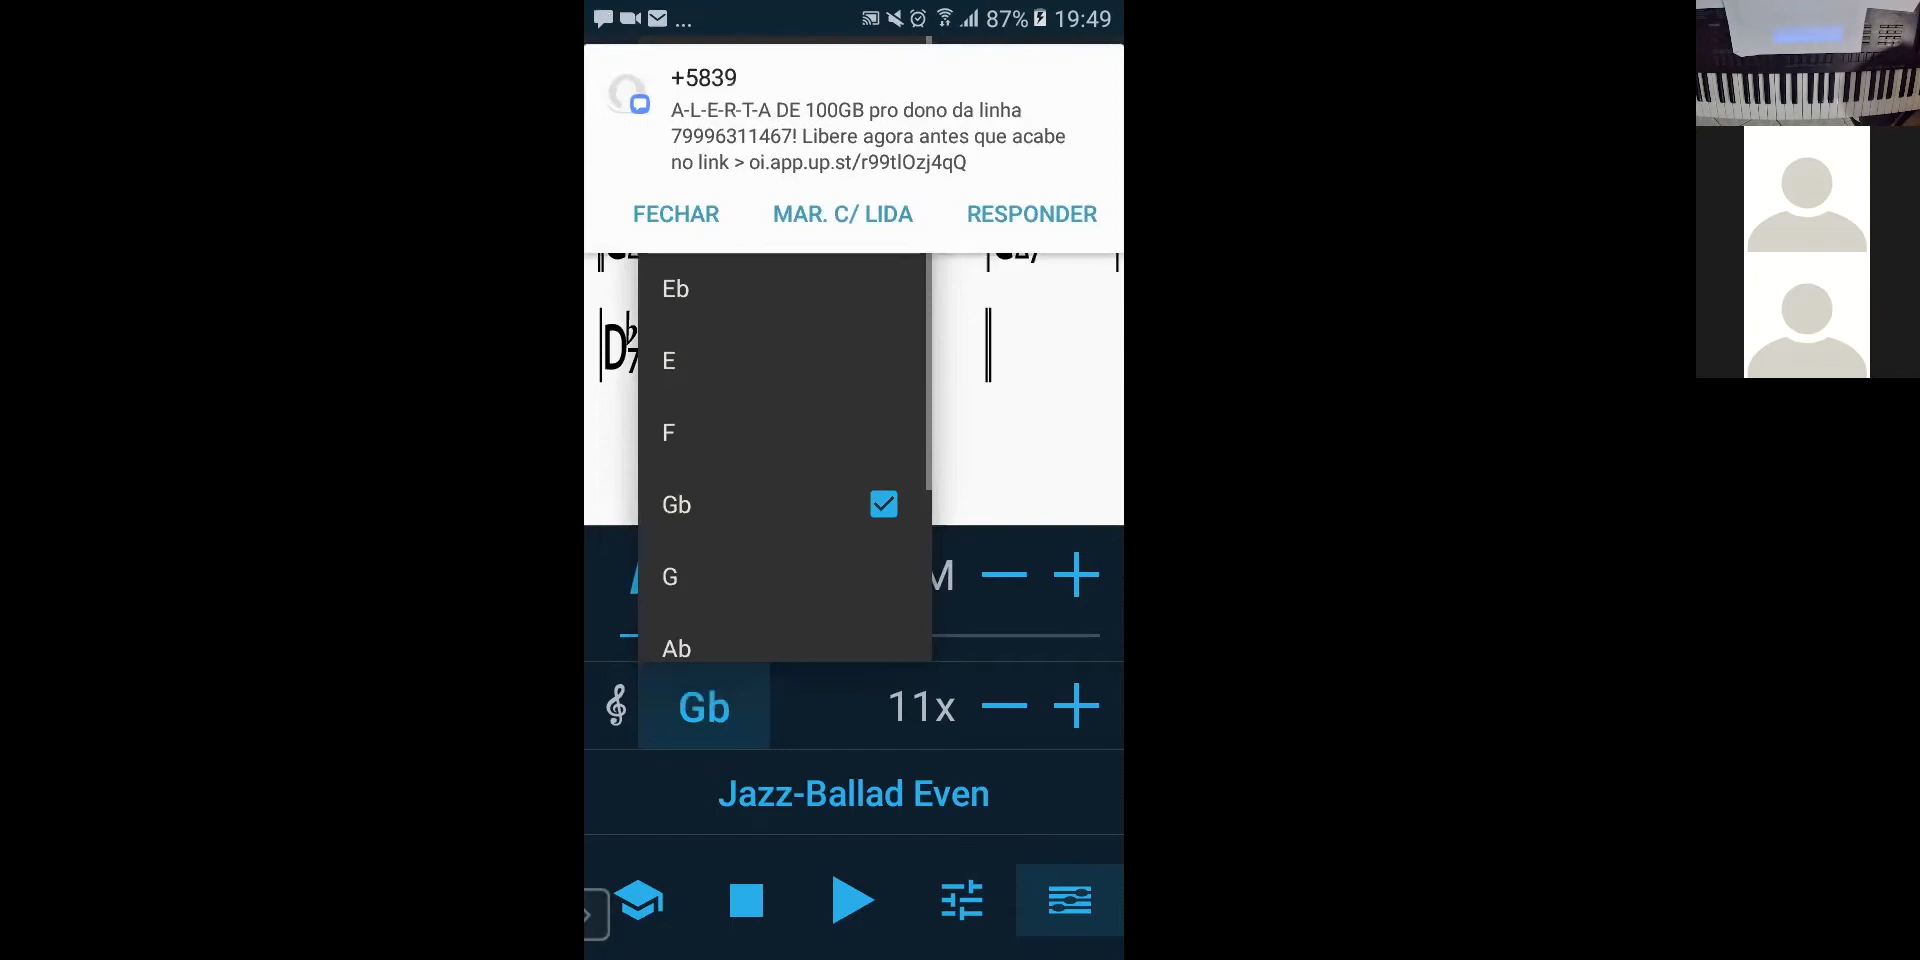 ... 87% 19:49
+5839
A-L-E-R-T-A DE 100GB pro dono da linha
79996311467! Libere agora antes que acabe
no link > oi.app.up.st/r99tlOzj4qQ
FECHAR MAR. C/ LIDA RESPONDER
Eb
D♭7
E
F
Gb
G
M
Ab
Gb 11x
Jazz-Ballad Even